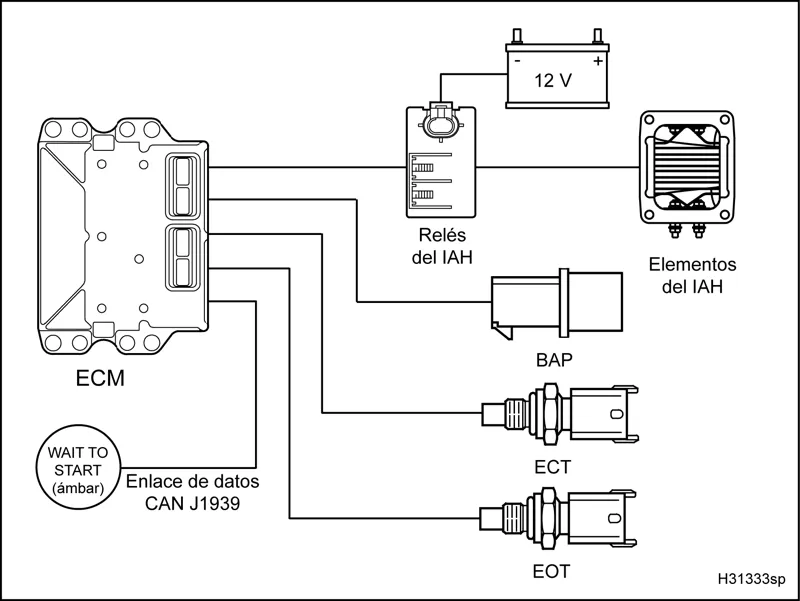 - +
12 V
Relés
del IAH
Elementos
del IAH
BAP
ECM
ECT
WAIT TO
START
(ámbar)
Enlace de datos
CAN J1939
EOT
H31333sp